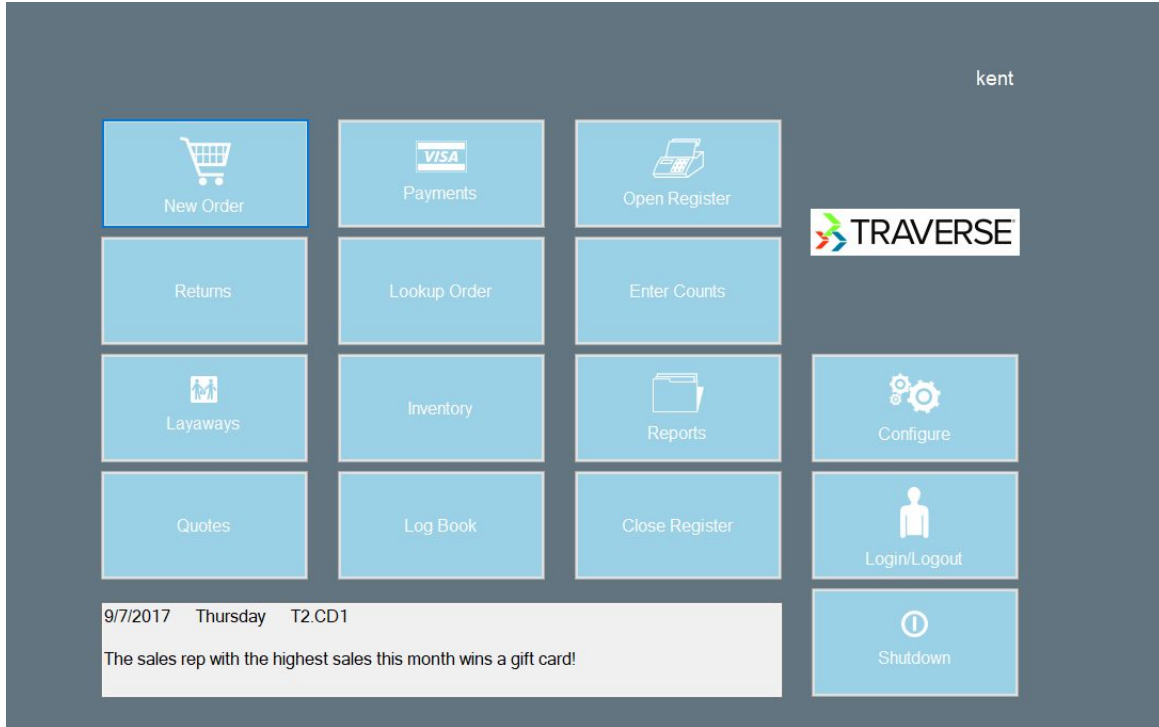 kent
New Order
VISA
Payments
Open Register
TRAVERSE
Returns
Lookup Order
Enter Counts
Layaways
Inventory
Reports
Configure
Quotes
Log Book
Close Register
Login/Logout
9/7/2017 Thursday T2.CD1
The sales rep with the highest sales this month wins a gift card!
Shutdown